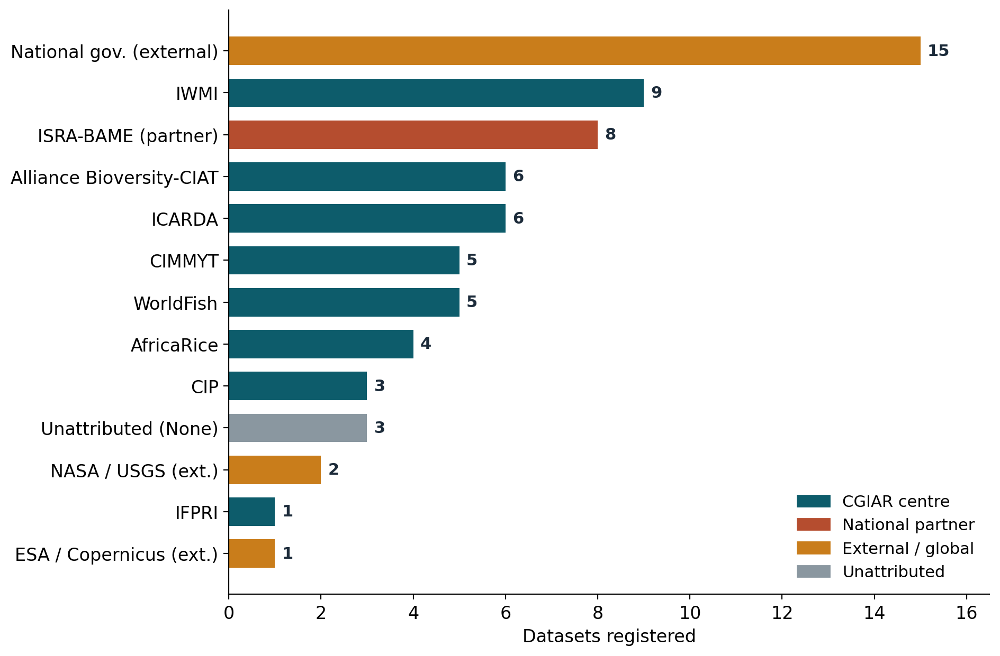 National gov. (external) 15
IWMI 9
ISRA-BAME (partner) 8
Alliance Bioversity-CIAT 6
ICARDA 6
CIMMYT 5
WorldFish 5
AfricaRice 4
CIP 3
Unattributed (None) 3
NASA / USGS (ext.) 2
IFPRI 1
ESA / Copernicus (ext.) 1
CGIAR centre
National partner
External / global
Unattributed
0 2 4 6 8 10 12 14 16
Datasets registered